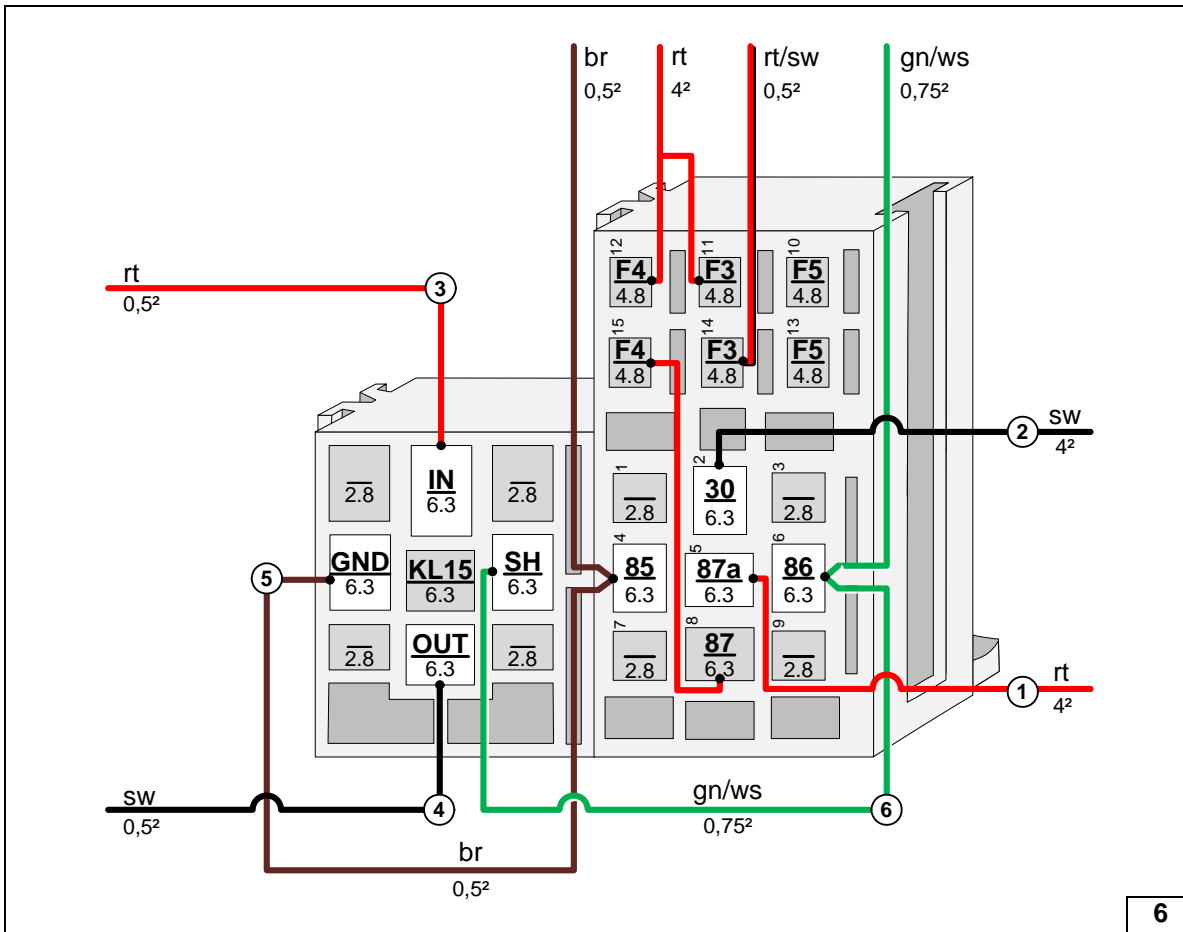 br rt rt/sw gn/ws
0,5² 4² 0,5² 0,75²
12 11 10
F4 F3 F5
4.8 4.8 4.8
rt
0,5²
3
15 14 13
F4 F3 F5
4.8 4.8 4.8
2 sw
4²
1 2 3
2.8 IN 2.8 2.8 30 2.8
6.3 6.3
4 5 6
GND KL15 SH 85 87a 86
6.3 6.3 6.3 6.3 6.3 6.3
5
7 8 9
2.8 OUT 2.8 2.8 87 2.8
6.3 6.3
1 rt
4²
sw
0,5²
4
gn/ws
0,75²
6
br
0,5²
6